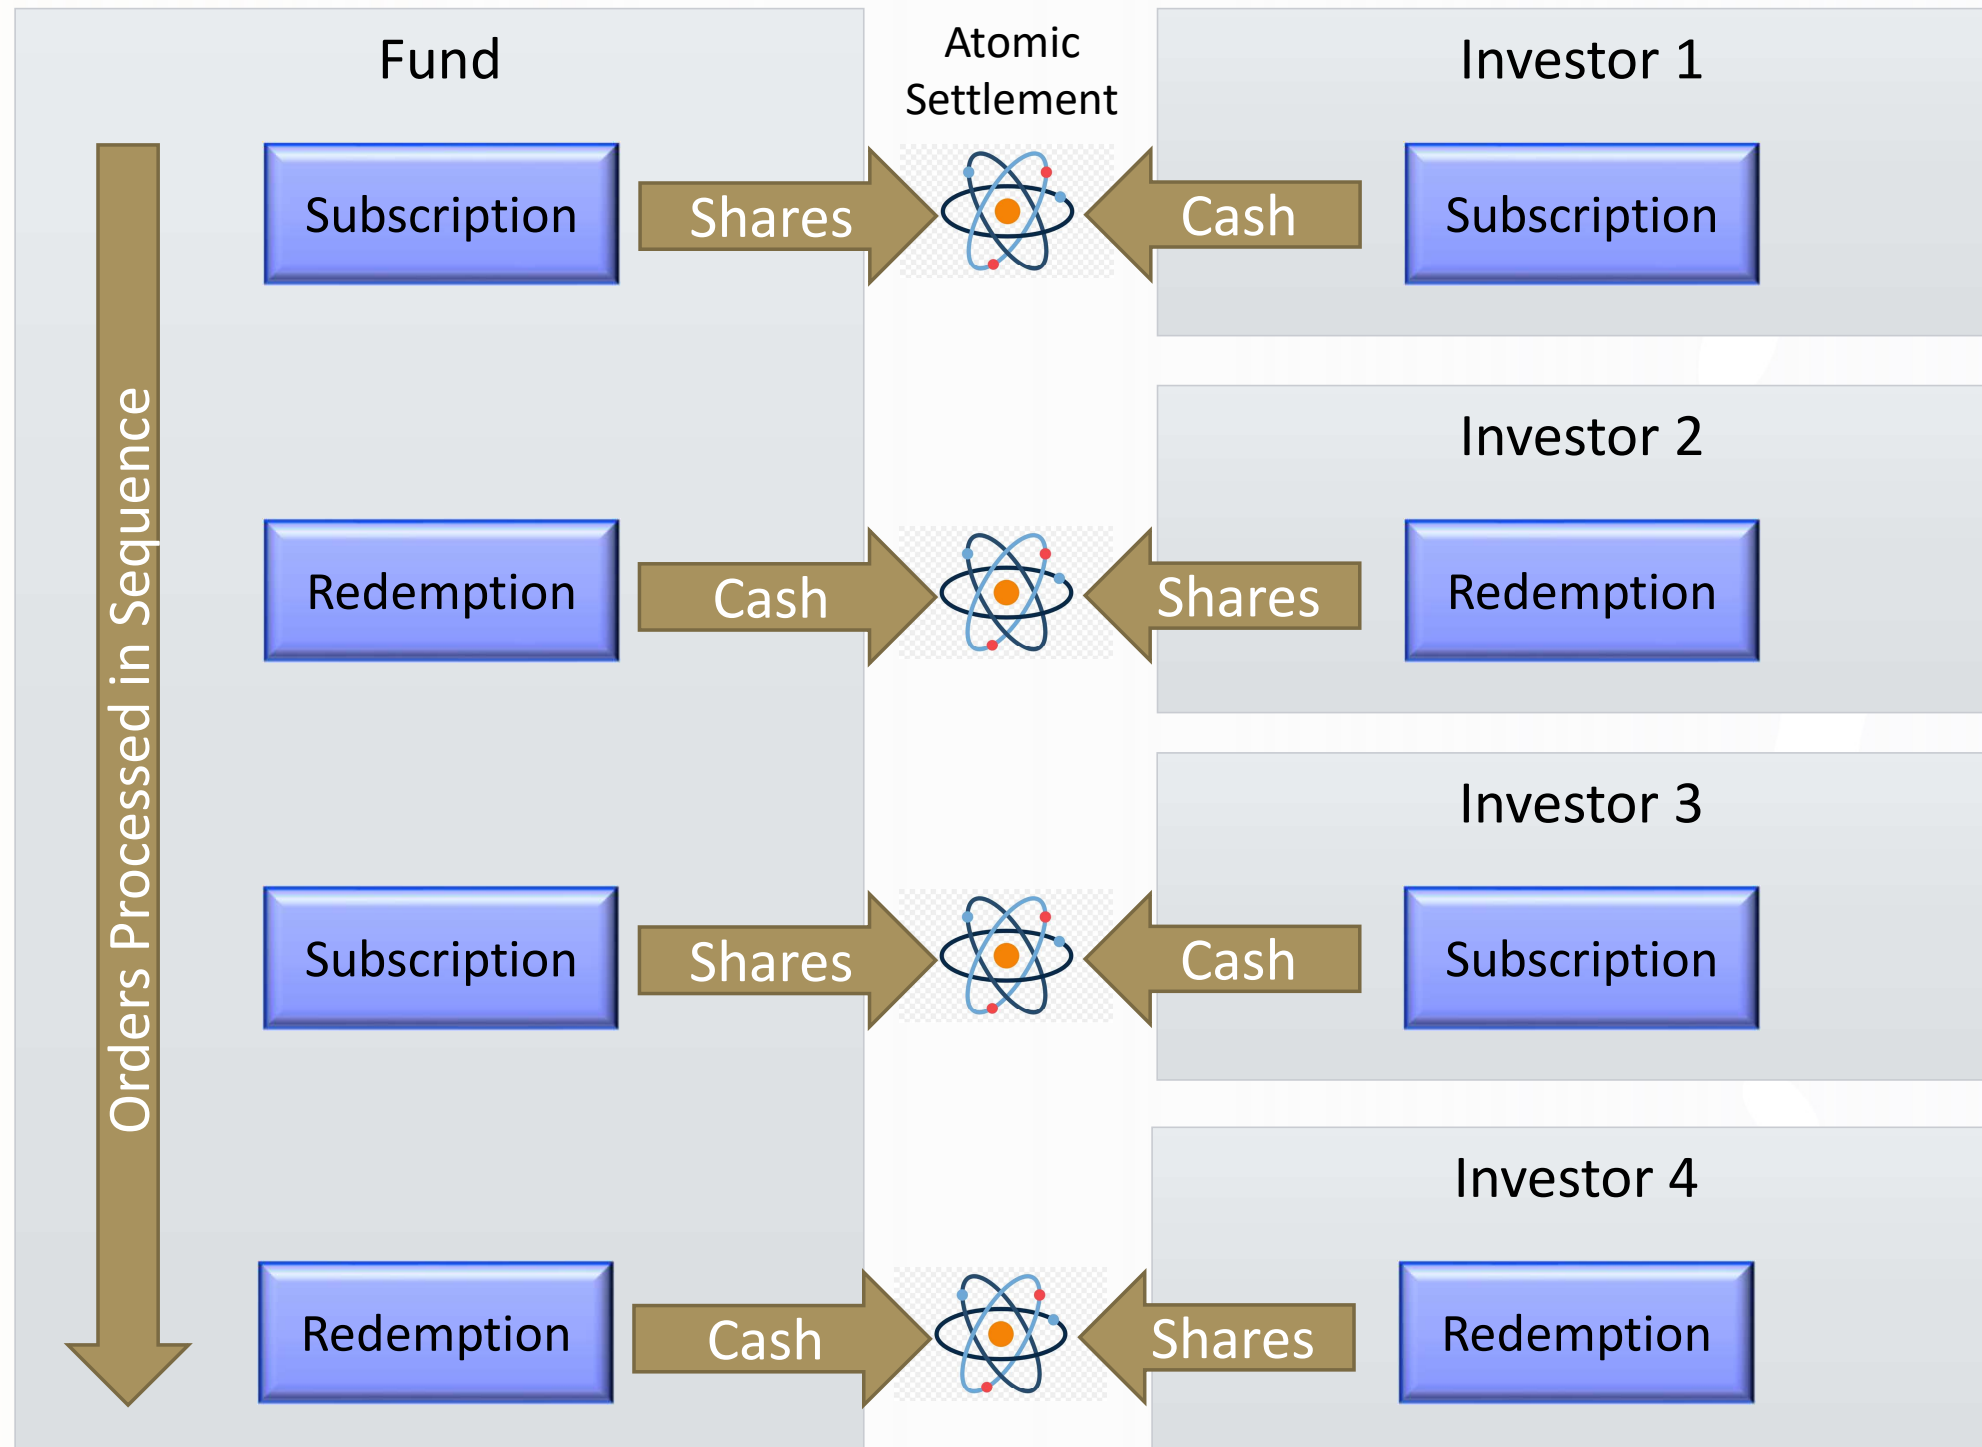 Fund
Atomic
Settlement
Investor 1
Subscription
Shares
Cash
Subscription
Investor 2
Redemption
Cash
Shares
Redemption
Investor 3
Subscription
Shares
Cash
Subscription
Investor 4
Redemption
Cash
Shares
Redemption
Orders Processed in Sequence